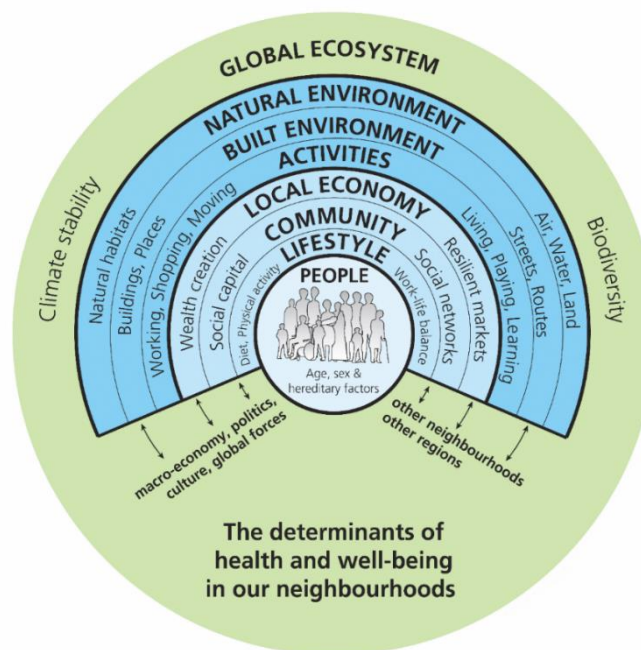 GLOBAL ECOSYSTEM
NATURAL ENVIRONMENT
BUILT ENVIRONMENT
ACTIVITIES
LOCAL ECONOMY
COMMUNITY
LIFESTYLE
PEOPLE
Age, sex &
hereditary factors
Climate stability
Natural habitats
Buildings, Places
Working, Shopping, Moving
Wealth creation
Social capital
Diet, Physical activity
Work-life balance
Social networks
Resilient markets
Living, Playing, Learning
Streets, Routes
Air, Water, Land
Biodiversity
macro-economy, politics,
culture, global forces
other neighbourhoods
other regions
The determinants of
health and well-being
in our neighbourhoods